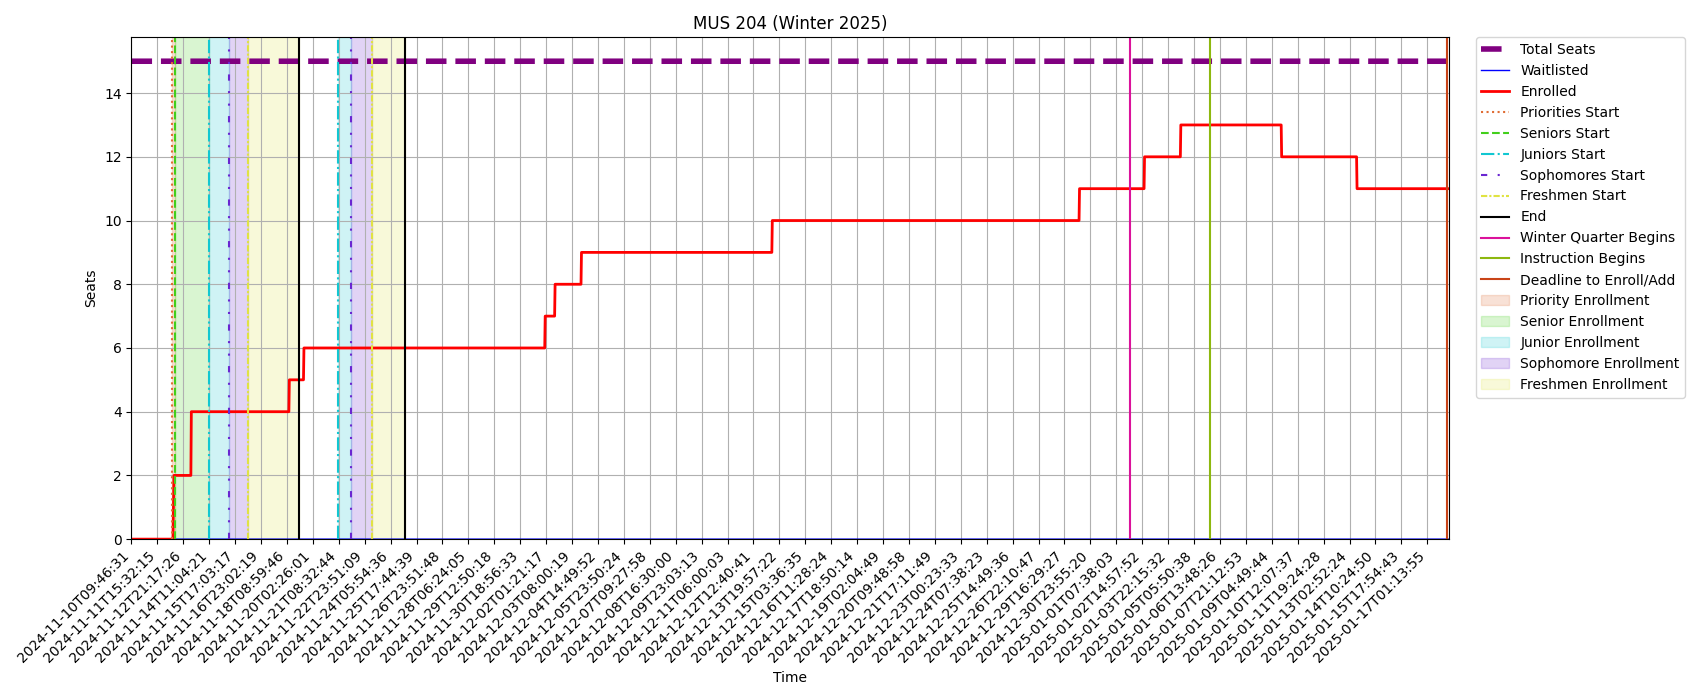 MUS 204 (Winter 2025)
Seats
14
12
10
8
6
4
2
0
2024-11-10T09:46:31
2024-11-11T15:32:15
2024-11-12T21:17:26
2024-11-14T11:04:21
2024-11-15T17:03:17
2024-11-16T23:02:19
2024-11-18T08:59:46
2024-11-20T02:26:01
2024-11-21T08:32:44
2024-11-22T23:51:09
2024-11-24T05:54:36
2024-11-25T17:44:39
2024-11-26T23:51:48
2024-11-28T06:24:05
2024-11-29T12:50:18
2024-11-30T18:56:33
2024-12-02T01:21:17
2024-12-03T08:00:19
2024-12-04T14:49:52
2024-12-05T23:50:24
2024-12-07T09:27:58
2024-12-08T16:30:00
2024-12-09T23:03:13
2024-12-11T06:00:03
2024-12-12T12:40:41
2024-12-13T19:57:22
2024-12-15T03:36:35
2024-12-16T11:28:24
2024-12-17T18:50:14
2024-12-19T02:04:49
2024-12-20T09:48:58
2024-12-21T17:11:49
2024-12-23T00:23:33
2024-12-24T07:38:23
2024-12-25T14:49:36
2024-12-26T22:10:47
2024-12-29T16:29:27
2024-12-30T23:55:20
2025-01-01T07:38:03
2025-01-02T14:57:52
2025-01-03T22:15:32
2025-01-05T05:50:38
2025-01-06T13:48:26
2025-01-07T21:12:53
2025-01-09T04:49:44
2025-01-10T12:07:37
2025-01-11T19:24:28
2025-01-13T02:52:24
2025-01-14T10:24:50
2025-01-15T17:54:43
2025-01-17T01:13:55
Time
Total Seats
Waitlisted
Enrolled
Priorities Start
Seniors Start
Juniors Start
Sophomores Start
Freshmen Start
End
Winter Quarter Begins
Instruction Begins
Deadline to Enroll/Add
Priority Enrollment
Senior Enrollment
Junior Enrollment
Sophomore Enrollment
Freshmen Enrollment